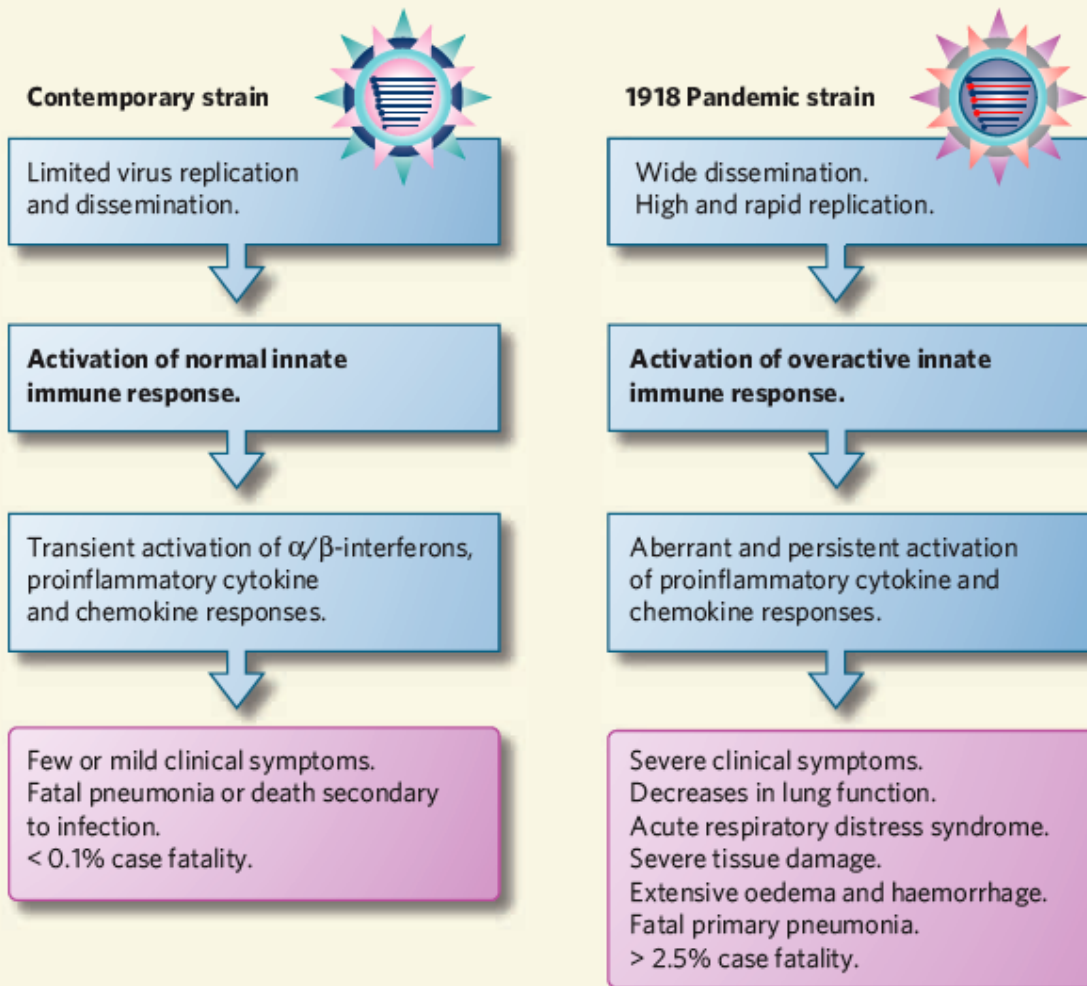 Contemporary strain
Limited virus replication
and dissemination.
Activation of normal innate
immune response.
Transient activation of α/β-interferons,
proinflammatory cytokine
and chemokine responses.
Few or mild clinical symptoms.
Fatal pneumonia or death secondary
to infection.
< 0.1% case fatality.
1918 Pandemic strain
Wide dissemination.
High and rapid replication.
Activation of overactive innate
immune response.
Aberrant and persistent activation
of proinflammatory cytokine and
chemokine responses.
Severe clinical symptoms.
Decreases in lung function.
Acute respiratory distress syndrome.
Severe tissue damage.
Extensive oedema and haemorrhage.
Fatal primary pneumonia.
> 2.5% case fatality.